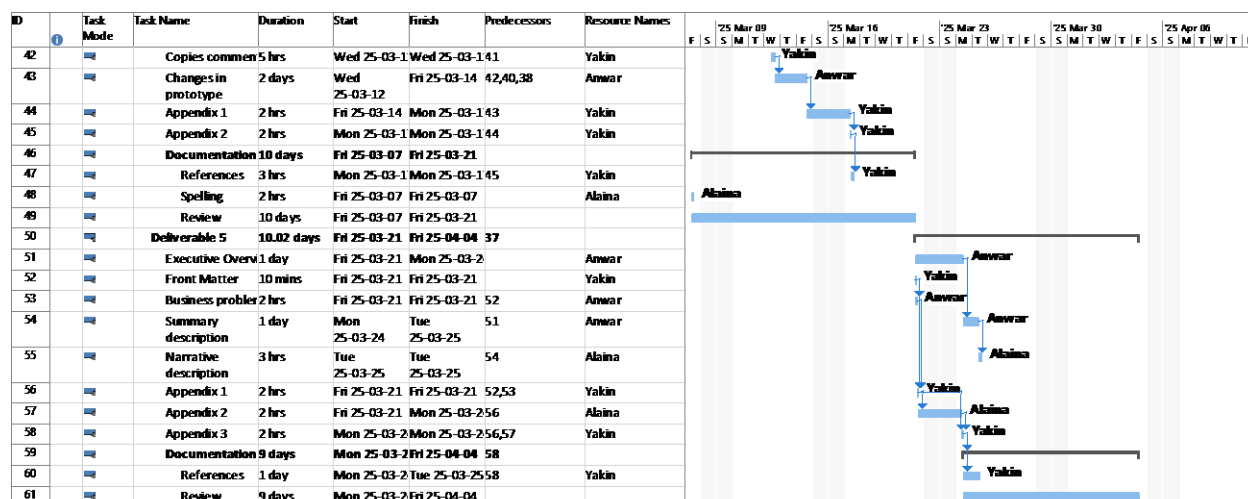 ID Task Mode Task Name Duration Start Finish Predecessors Resource Names '25 Mar 09 '25 Mar 16 '25 Mar 23 '25 Mar 30 '25 Apr 06
F S S M T W T F S S M T W T F S S M T W T F S S M T W T F S S M T W T
42 Copies commen 5 hrs Wed 25-03-1 Wed 25-03-1 41 Yakin Yakin
43 Changes in prototype 2 days Wed 25-03-12 Fri 25-03-14 42,40,38 Anwar Anwar
44 Appendix 1 2 hrs Fri 25-03-14 Mon 25-03-1 43 Yakin Yakin
45 Appendix 2 2 hrs Mon 25-03-1 Mon 25-03-1 44 Yakin Yakin
46 Documentation 10 days Fri 25-03-07 Fri 25-03-21
47 References 3 hrs Mon 25-03-1 Mon 25-03-1 45 Yakin Yakin
48 Spelling 2 hrs Fri 25-03-07 Fri 25-03-07 Alaina Alaina
49 Review 10 days Fri 25-03-07 Fri 25-03-21
50 Deliverable 5 10.02 days Fri 25-03-21 Fri 25-04-04 37
51 Executive Overv 1 day Fri 25-03-21 Mon 25-03-2 Anwar Anwar
52 Front Matter 10 mins Fri 25-03-21 Fri 25-03-21 Yakin Yakin
53 Business probler 2 hrs Fri 25-03-21 Fri 25-03-21 52 Anwar Anwar
54 Summary description 1 day Mon 25-03-24 Tue 25-03-25 51 Anwar Anwar
55 Narrative description 3 hrs Tue 25-03-25 Tue 25-03-25 54 Alaina Alaina
56 Appendix 1 2 hrs Fri 25-03-21 Fri 25-03-21 52,53 Yakin Yakin
57 Appendix 2 2 hrs Fri 25-03-21 Mon 25-03-2 56 Alaina Alaina
58 Appendix 3 2 hrs Mon 25-03-2 Mon 25-03-2 56,57 Yakin Yakin
59 Documentation 9 days Mon 25-03-2 Fri 25-04-04 58
60 References 1 day Mon 25-03-2 Tue 25-03-25 58 Yakin Yakin
61 Review 9 days Mon 25-03-2 Fri 25-04-04